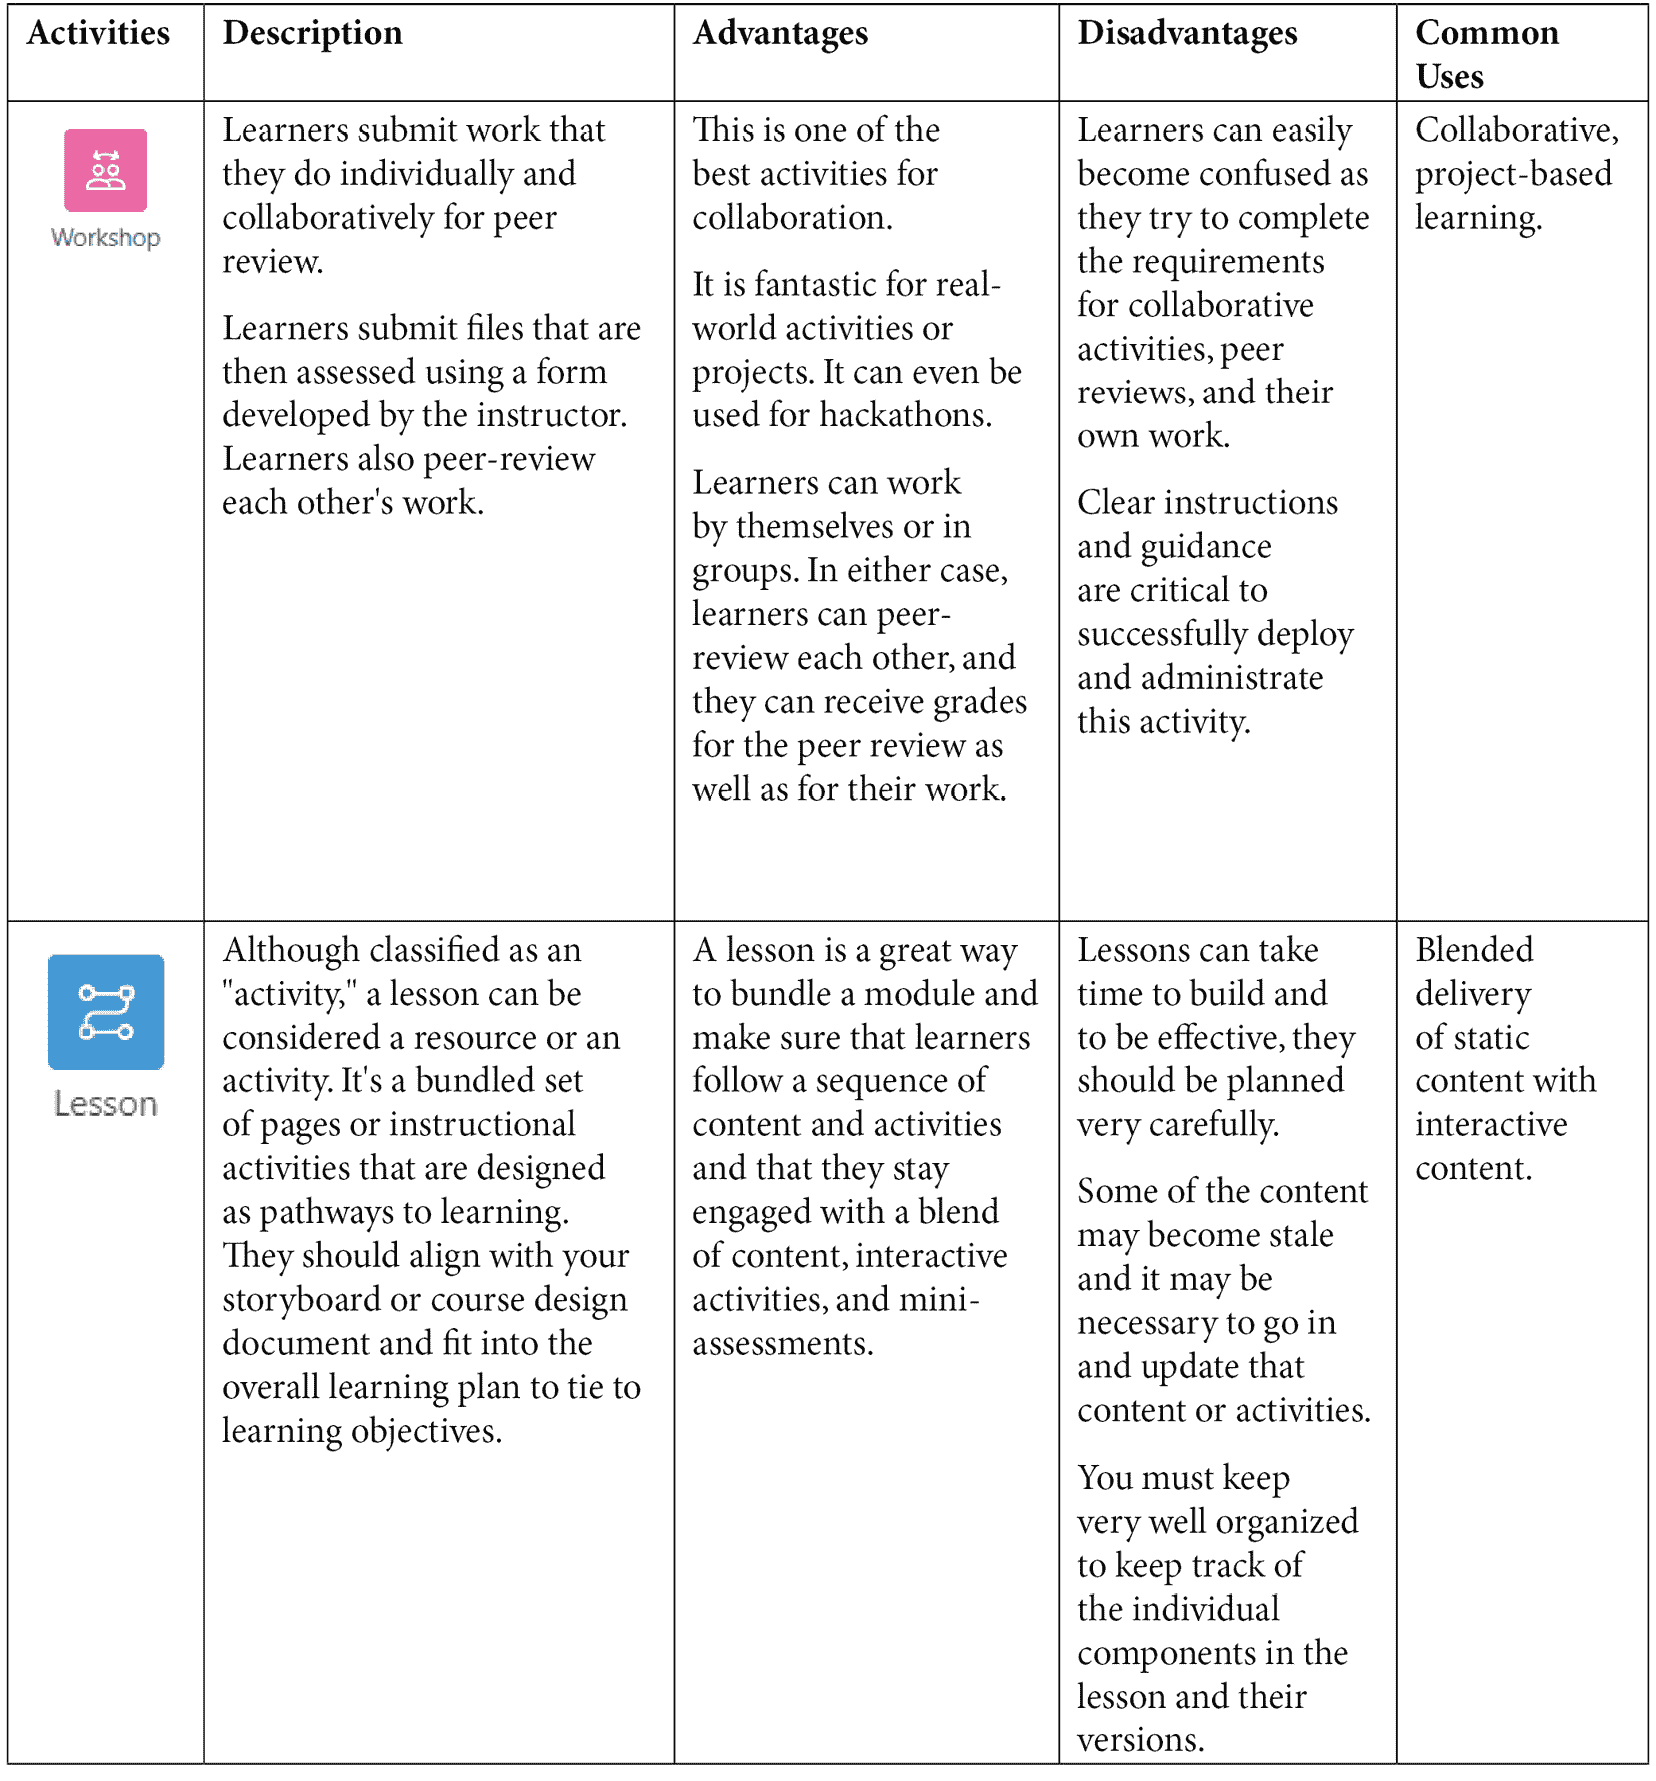 Activities
Description
Advantages
Disadvantages
Common
Uses
Workshop
Learners submit work that
they do individually and
collaboratively for peer
review.
Learners submit files that are
then assessed using a form
developed by the instructor.
Learners also peer-review
each other's work.
This is one of the
best activities for
collaboration.
It is fantastic for real-
world activities or
projects. It can even be
used for hackathons.
Learners can work
by themselves or in
groups. In either case,
learners can peer-
review each other, and
they can receive grades
for the peer review as
well as for their work.
Learners can easily
become confused as
they try to complete
the requirements
for collaborative
activities, peer
reviews, and their
own work.
Clear instructions
and guidance
are critical to
successfully deploy
and administrate
this activity.
Collaborative,
project-based
learning.
Lesson
Although classified as an
"activity," a lesson can be
considered a resource or an
activity. It's a bundled set
of pages or instructional
activities that are designed
as pathways to learning.
They should align with your
storyboard or course design
document and fit into the
overall learning plan to tie to
learning objectives.
A lesson is a great way
to bundle a module and
make sure that learners
follow a sequence of
content and activities
and that they stay
engaged with a blend
of content, interactive
activities, and mini-
assessments.
Lessons can take
time to build and
to be effective, they
should be planned
very carefully.
Some of the content
may become stale
and it may be
necessary to go in
and update that
content or activities.
You must keep
very well organized
to keep track of
the individual
components in the
lesson and their
versions.
Blended
delivery
of static
content with
interactive
content.